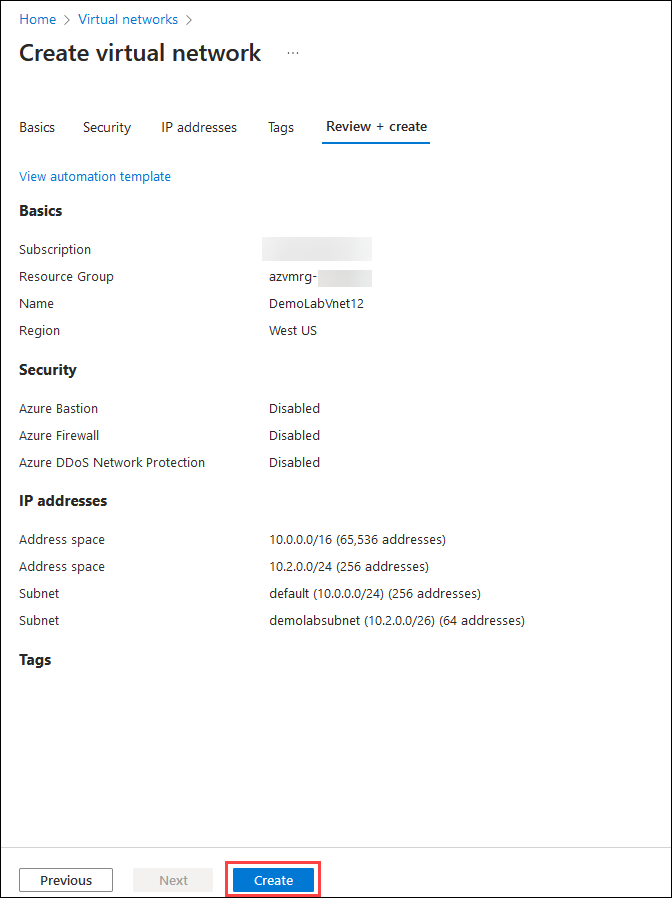 Home > Virtual networks >
Create virtual network ...
Basics Security IP addresses Tags Review + create
View automation template
Basics
Subscription
Resource Group azvmrg-
Name DemoLabVnet12
Region West US
Security
Azure Bastion Disabled
Azure Firewall Disabled
Azure DDoS Network Protection Disabled
IP addresses
Address space 10.0.0.0/16 (65,536 addresses)
Address space 10.2.0.0/24 (256 addresses)
Subnet default (10.0.0.0/24) (256 addresses)
Subnet demolabsubnet (10.2.0.0/26) (64 addresses)
Tags
Previous Next Create